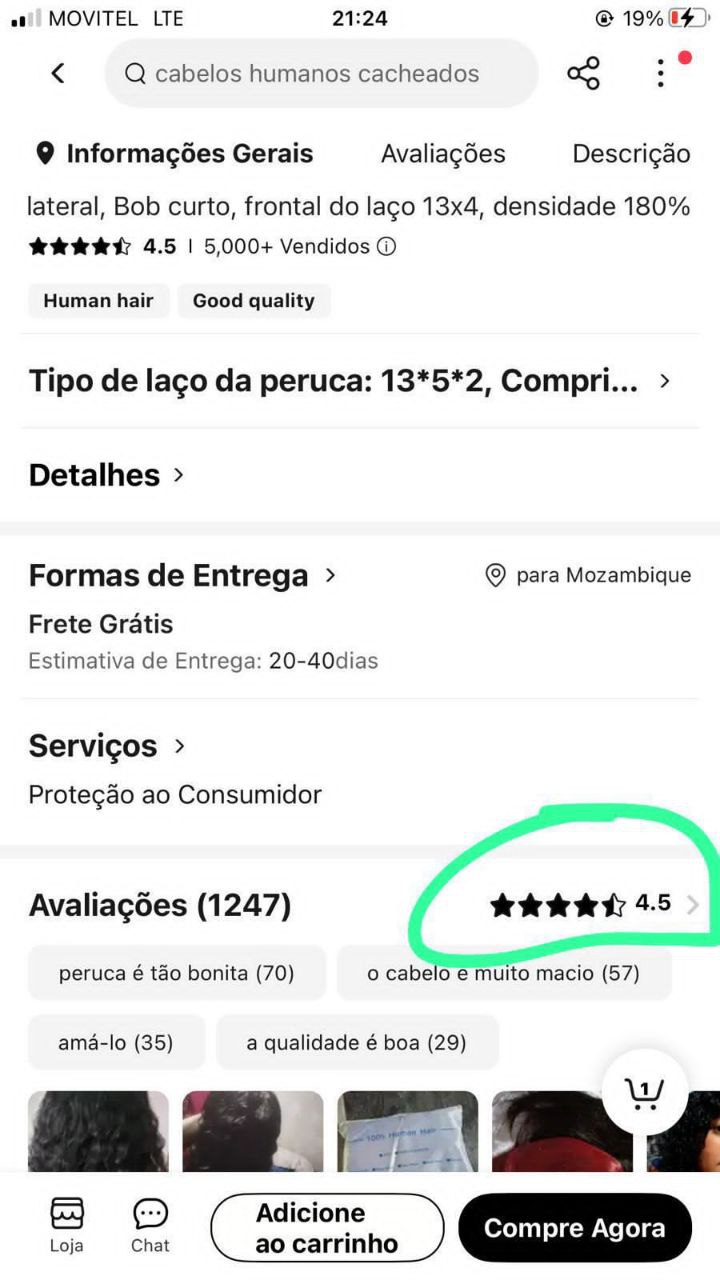 MOVITEL LTE 21:24 19%
cabelos humanos cacheados
Informações Gerais Avaliações Descrição
lateral, Bob curto, frontal do laço 13x4, densidade 180%
4.5 | 5,000+ Vendidos
Human hair Good quality
Tipo de laço da peruca: 13*5*2, Compri...
Detalhes
Formas de Entrega para Mozambique
Frete Grátis
Estimativa de Entrega: 20-40dias
Serviços
Proteção ao Consumidor
Avaliações (1247) 4.5
peruca é tão bonita (70) o cabelo é muito macio (57)
amá-lo (35) a qualidade é boa (29)
1
100% Human Hair
Loja Chat Adicione ao carrinho Compre Agora